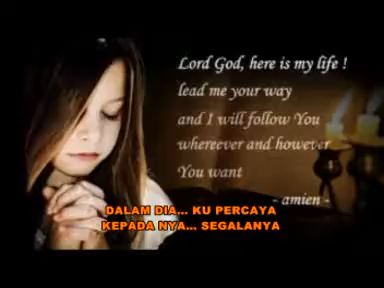 Lord God, here is my life !
lead me your way
and I will follow You
whereever and however
You want
- amien -
DALAM DIA... KU PERCAYA
KEPADA NYA... SEGALANYA